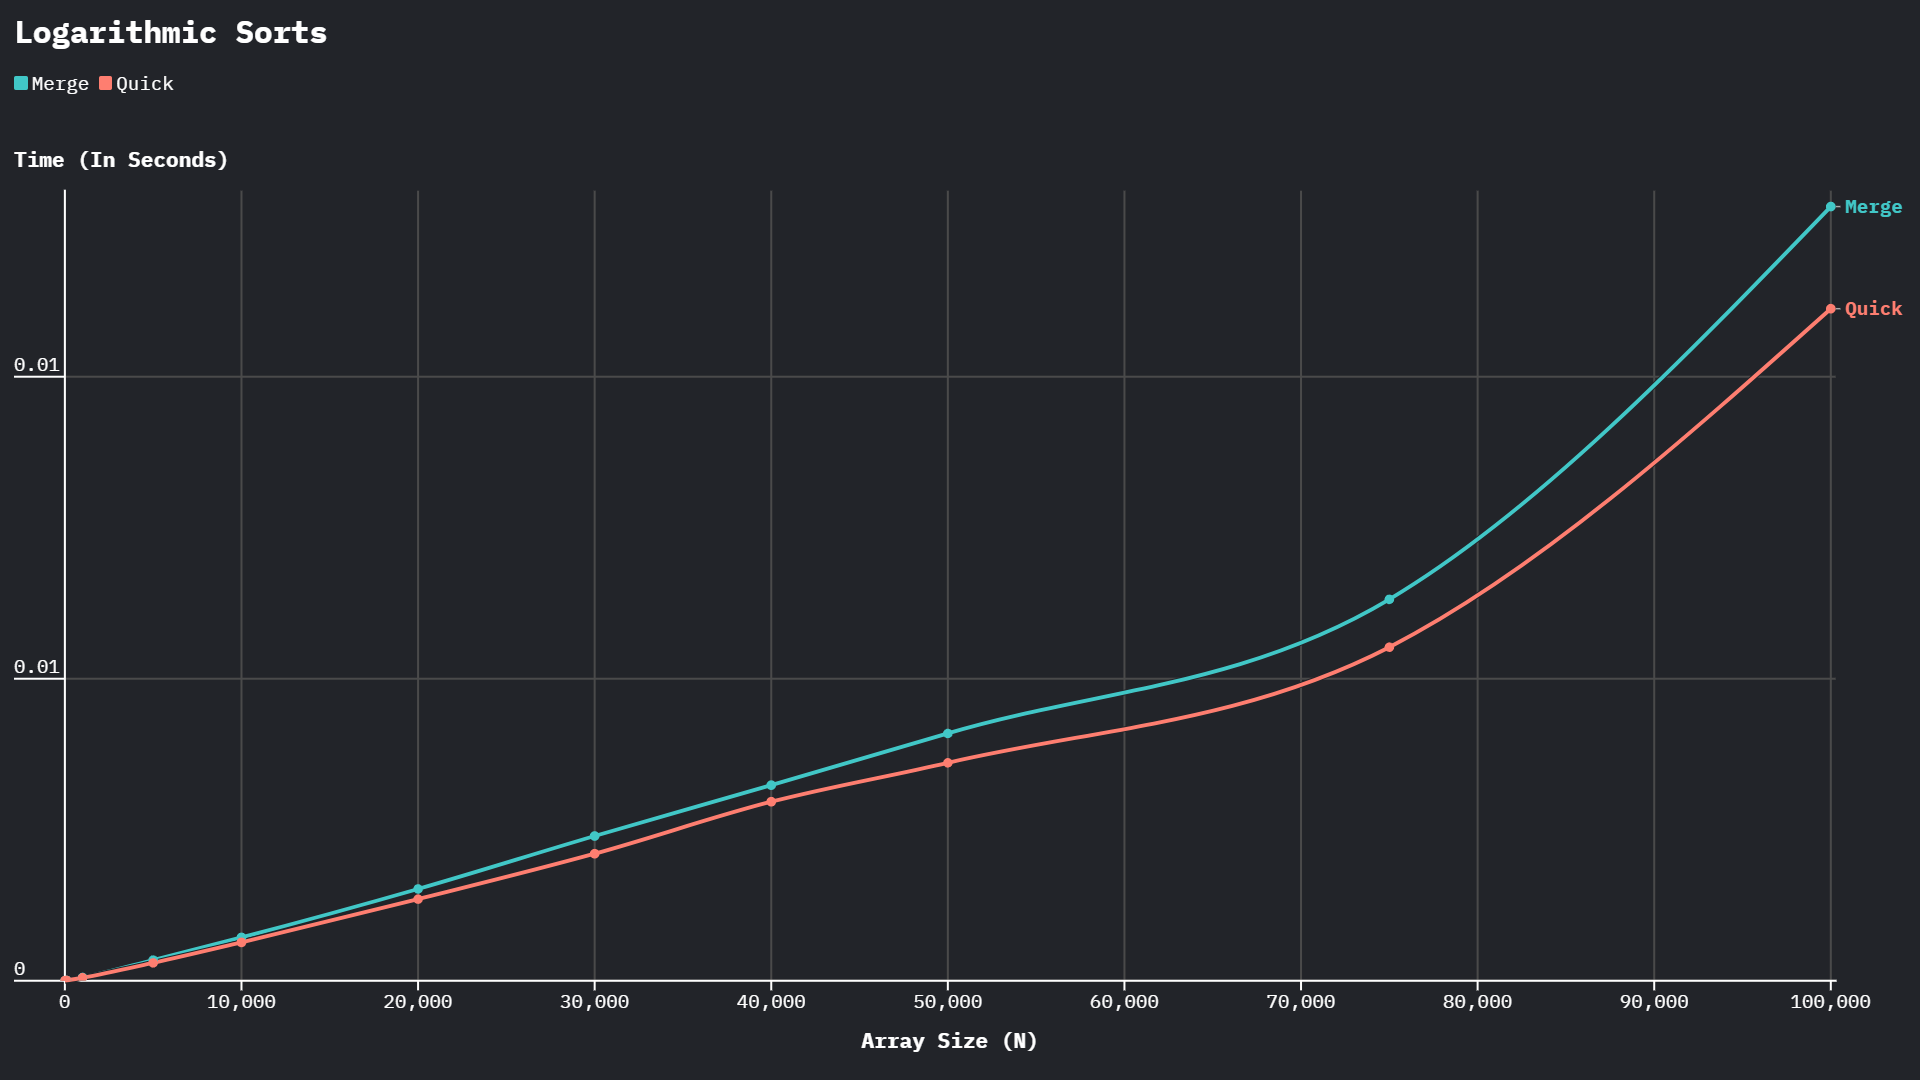 Logarithmic Sorts
Merge Quick
Time (In Seconds)
Merge
Quick
0.01
0.01
0
0 10,000 20,000 30,000 40,000 50,000 60,000 70,000 80,000 90,000 100,000
Array Size (N)